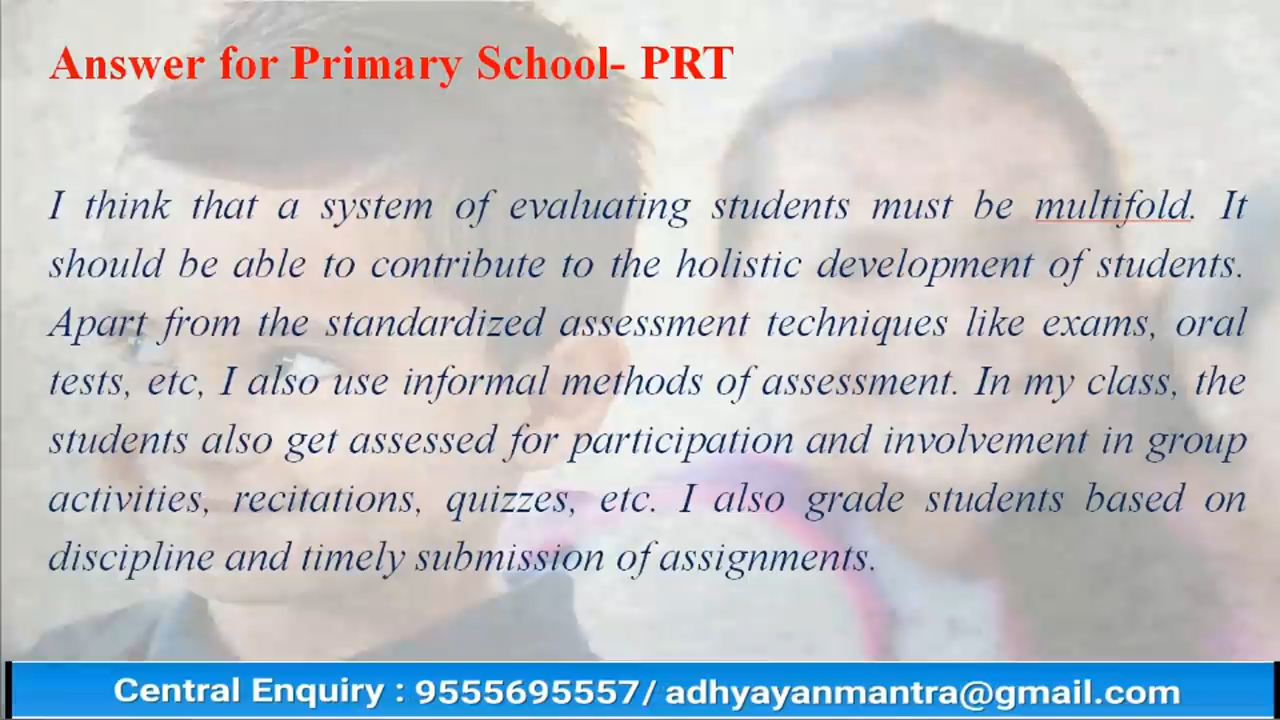 Answer for Primary School- PRT
I think that a system of evaluating students must be multifold. It
should be able to contribute to the holistic development of students.
Apart from the standardized assessment techniques like exams, oral
tests, etc, I also use informal methods of assessment. In my class, the
students also get assessed for participation and involvement in group
activities, recitations, quizzes, etc. I also grade students based on
discipline and timely submission of assignments.
Central Enquiry : 9555695557/ adhyayanmantra@gmail.com